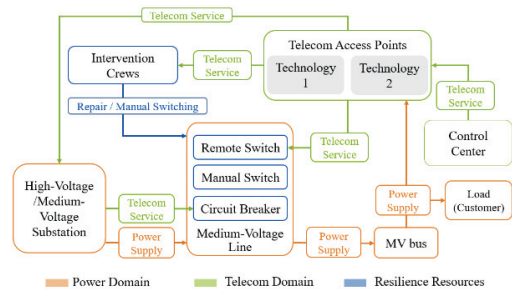 Telecom Service
Intervention
Crews
Telecom
Service
Telecom Access Points
Technology
1
Technology
2
Telecom
Service
Repair / Manual Switching
Telecom
Service
Control
Center
Remote Switch
Manual Switch
Circuit Breaker
Medium-Voltage
Line
High-Voltage
/Medium-
Voltage
Substation
Telecom
Service
Power
Supply
Power
Supply
Power
Supply
Load
(Customer)
MV bus
Power Domain
Telecom Domain
Resilience Resources